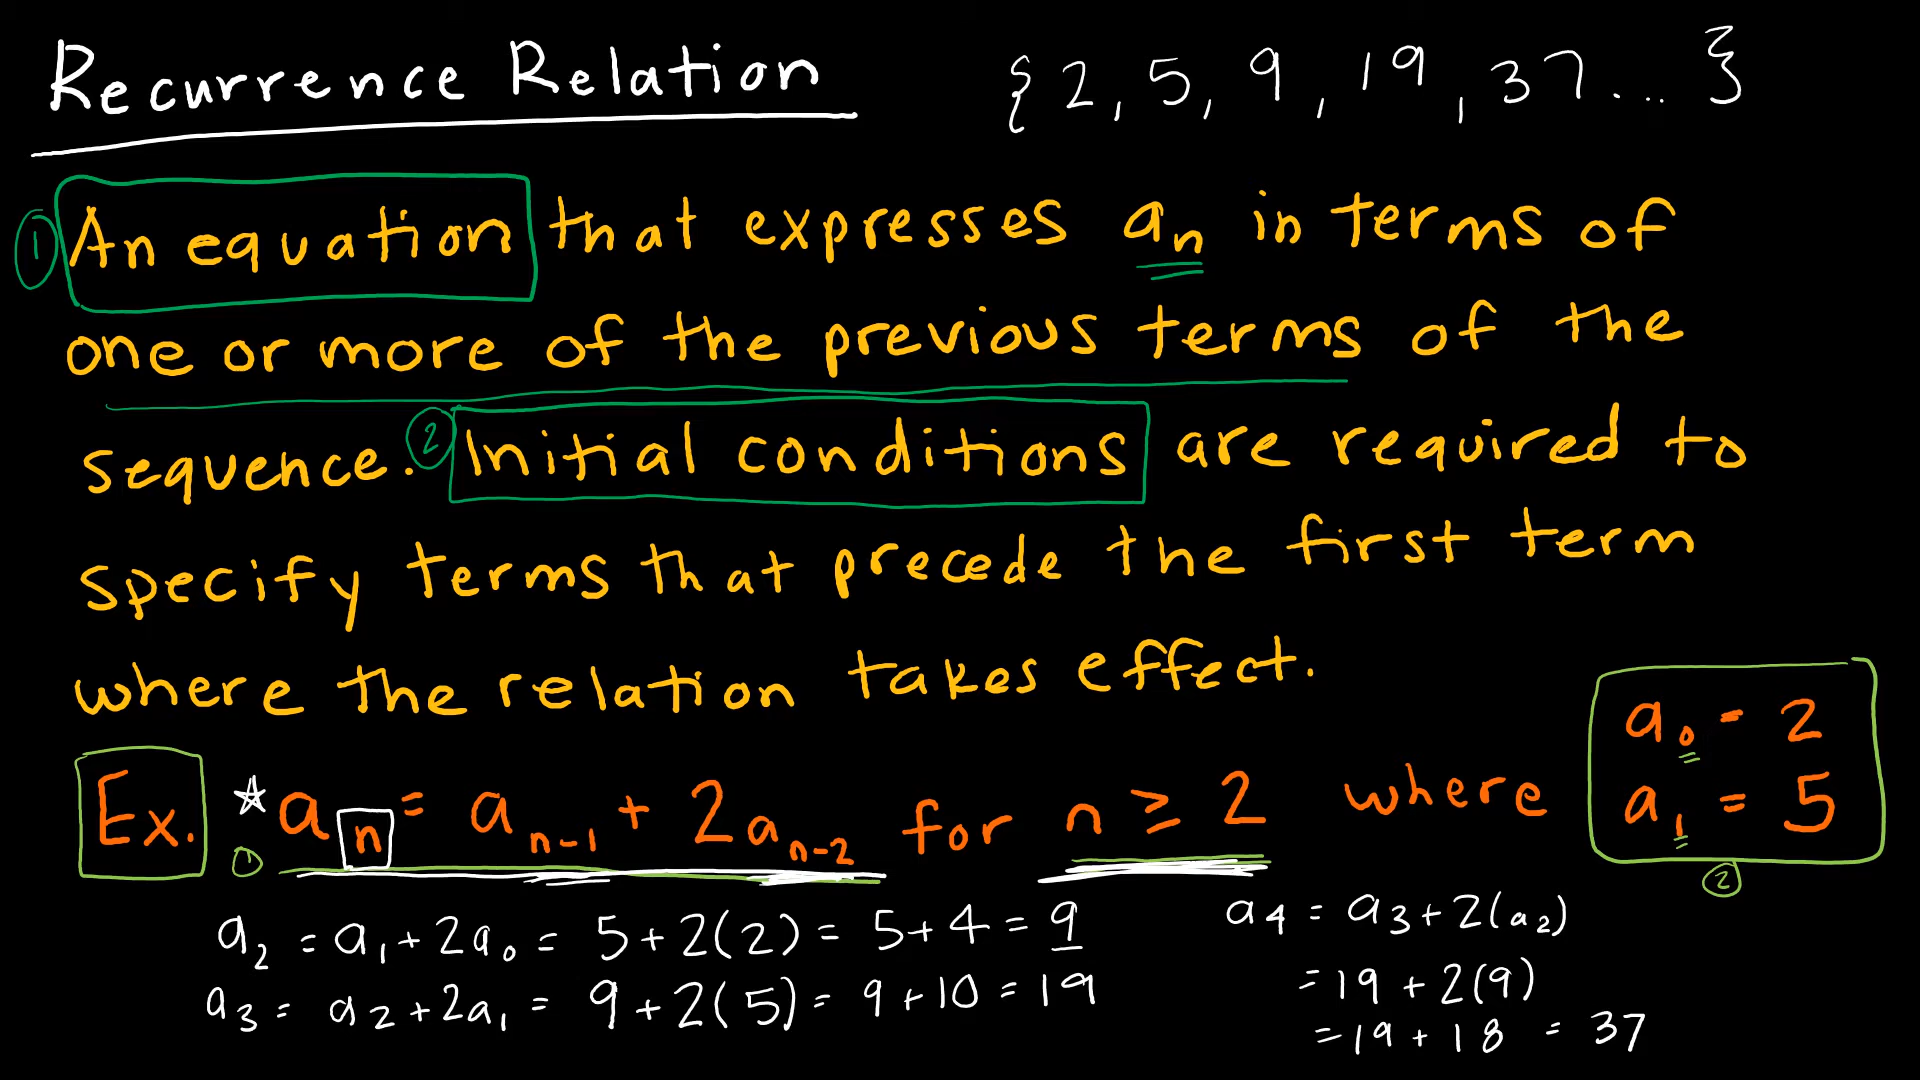 Recurrence Relation {2, 5, 9, 19, 37... }
① An equation that expresses aₙ in terms of
one or more of the previous terms of the
sequence. ② Initial conditions are required to
specify terms that precede the first term
where the relation takes effect.
a₀ = 2
Ex. *aₙ = aₙ₋₁ + 2aₙ₋₂ for n ≥ 2 where a₁ = 5
① ②
a₂ = a₁ + 2a₀ = 5 + 2(2) = 5 + 4 = 9
a₃ = a₂ + 2a₁ = 9 + 2(5) = 9 + 10 = 19
a₄ = a₃ + 2(a₂)
= 19 + 2(9)
= 19 + 18 = 37